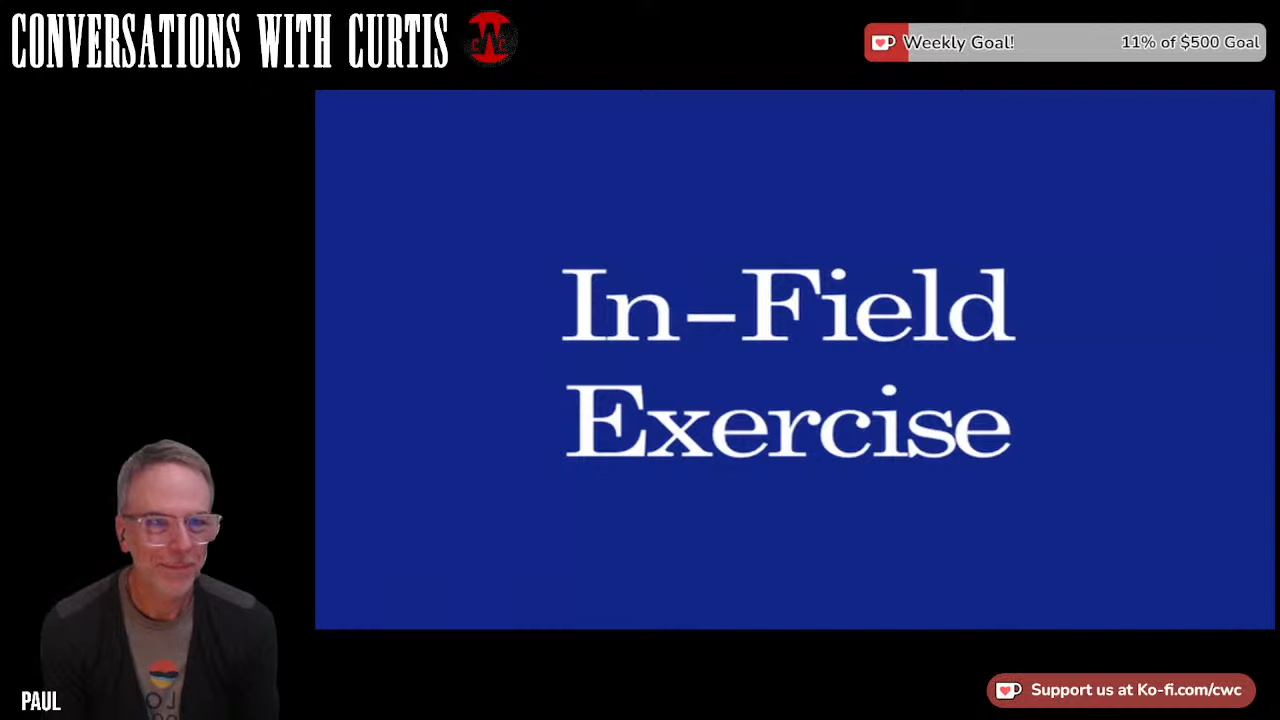 CONVERSATIONS WITH CURTIS
CWC
Weekly Goal!
11% of $500 Goal
In-Field
Exercise
PAUL
Support us at Ko-fi.com/cwc